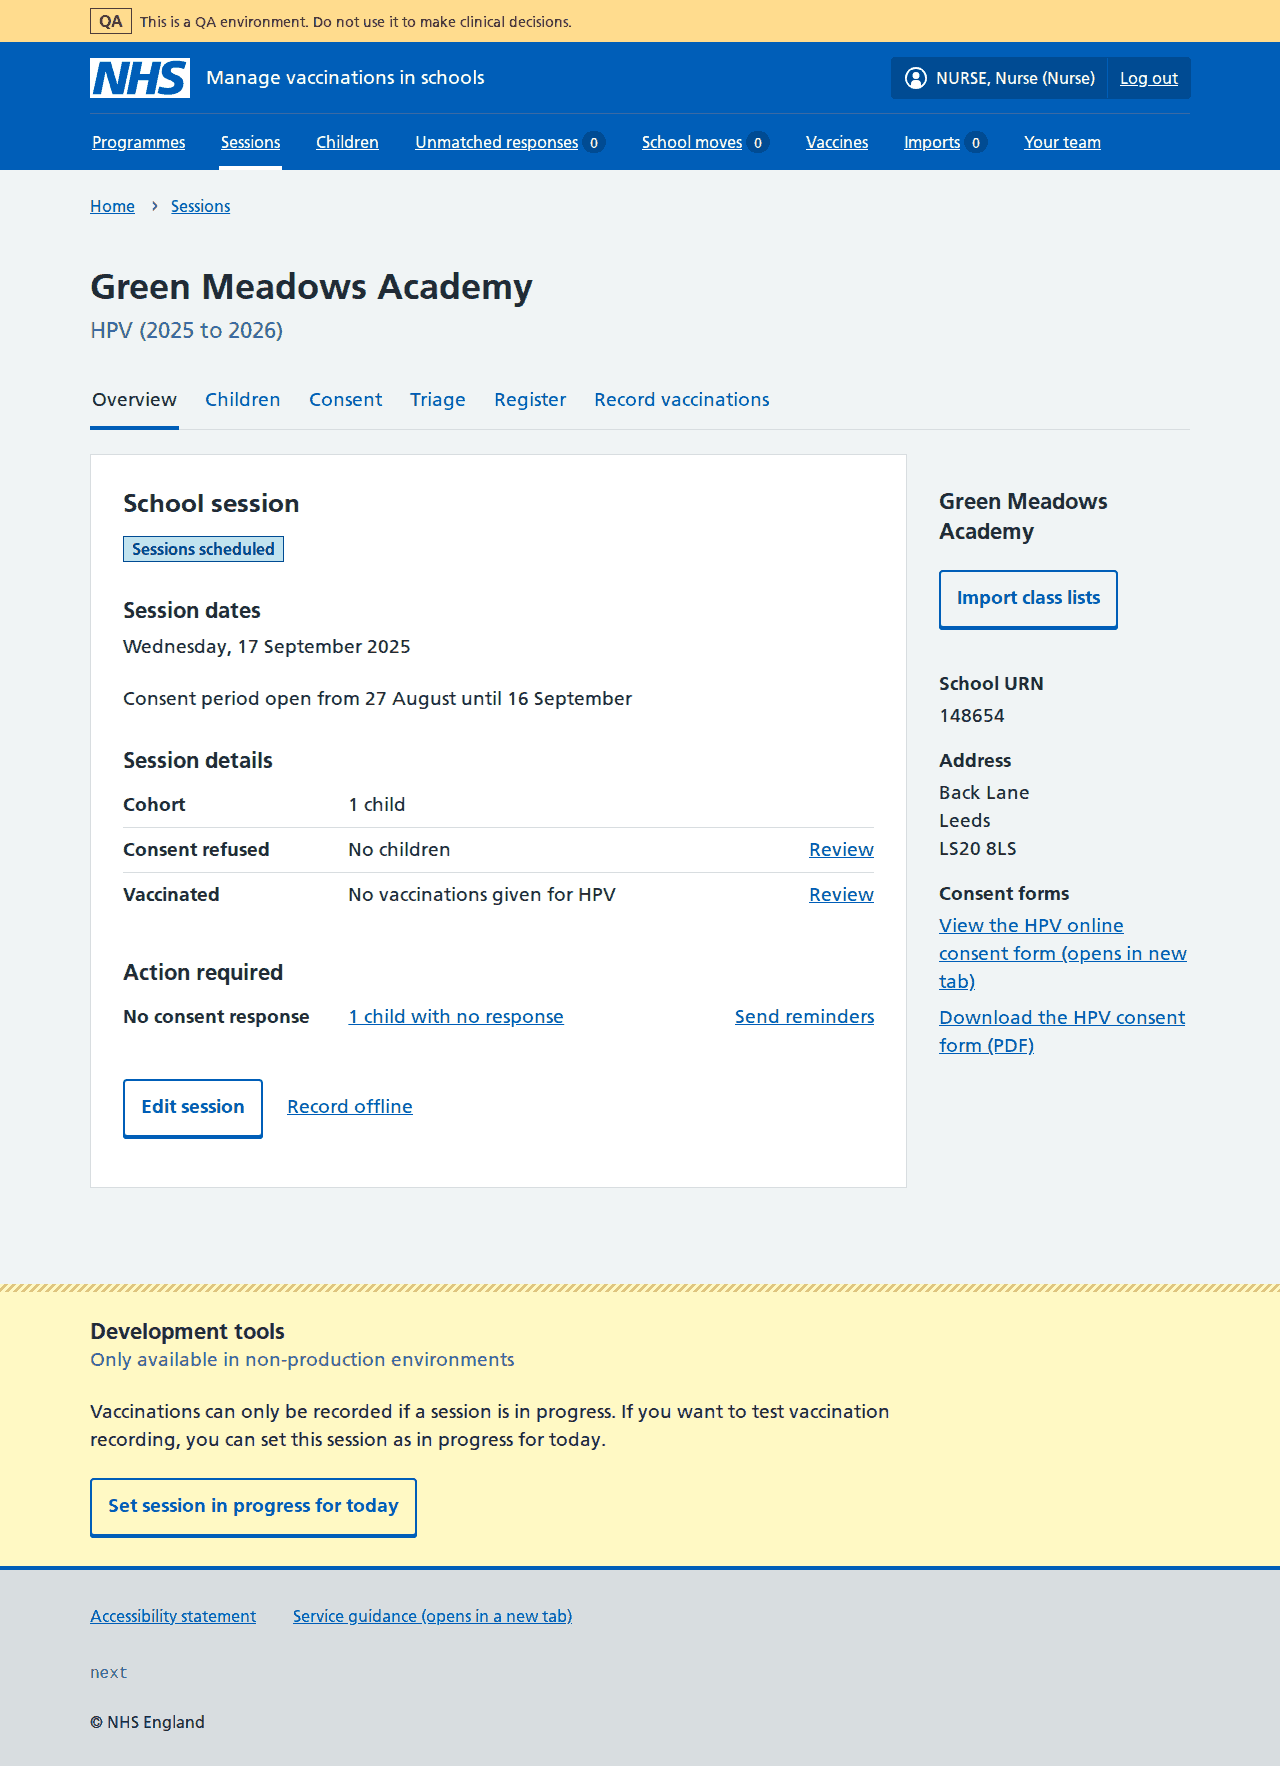 QA This is a QA environment. Do not use it to make clinical decisions.
NHS Manage vaccinations in schools NURSE, Nurse (Nurse) Log out
Programmes Sessions Children Unmatched responses 0 School moves 0 Vaccines Imports 0 Your team
Home › Sessions
Green Meadows Academy
HPV (2025 to 2026)
Overview Children Consent Triage Register Record vaccinations
School session
Sessions scheduled
Session dates
Wednesday, 17 September 2025
Consent period open from 27 August until 16 September
Session details
Cohort 1 child
Consent refused No children Review
Vaccinated No vaccinations given for HPV Review
Action required
No consent response 1 child with no response Send reminders
Edit session Record offline
Green Meadows
Academy
Import class lists
School URN
148654
Address
Back Lane
Leeds
LS20 8LS
Consent forms
View the HPV online
consent form (opens in new
tab)
Download the HPV consent
form (PDF)
Development tools
Only available in non-production environments
Vaccinations can only be recorded if a session is in progress. If you want to test vaccination
recording, you can set this session as in progress for today.
Set session in progress for today
Accessibility statement Service guidance (opens in a new tab)
next
© NHS England